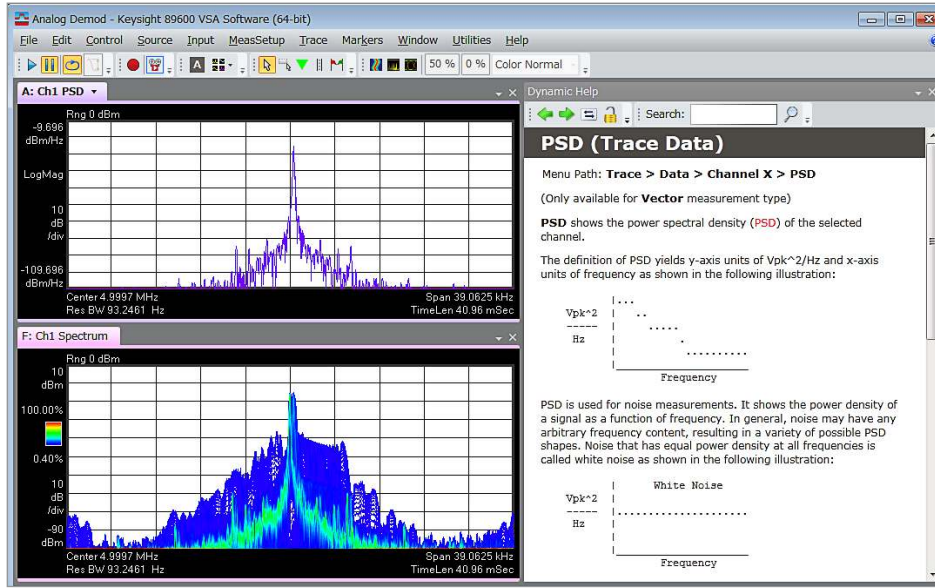 Analog Demod - Keysight 89600 VSA Software (64-bit)
File Edit Control Source Input MeasSetup Trace Markers Window Utilities Help
A 50 % 0 % Color Normal
A: Ch1 PSD
Rng 0 dBm
-9.696
dBm/Hz
LogMag
10
dB
/div
-109.696
dBm/Hz
Center 4.9997 MHz Span 39.0625 kHz
Res BW 93.2461 Hz TimeLen 40.96 mSec
F: Ch1 Spectrum
Rng 0 dBm
10
dBm
100.00%
0.40%
10
dB
/div
-90
dBm
Center 4.9997 MHz Span 39.0625 kHz
Res BW 93.2461 Hz TimeLen 40.96 mSec
Dynamic Help
Search:
PSD (Trace Data)
Menu Path: Trace > Data > Channel X > PSD
(Only available for Vector measurement type)
PSD shows the power spectral density (PSD) of the selected
channel.
The definition of PSD yields y-axis units of Vpk^2/Hz and x-axis
units of frequency as shown in the following illustration:
Vpk^2
-----
Hz
Frequency
PSD is used for noise measurements. It shows the power density of
a signal as a function of frequency. In general, noise may have any
arbitrary frequency content, resulting in a variety of possible PSD
shapes. Noise that has equal power density at all frequencies is
called white noise as shown in the following illustration:
White Noise
Vpk^2
-----
Hz
Frequency